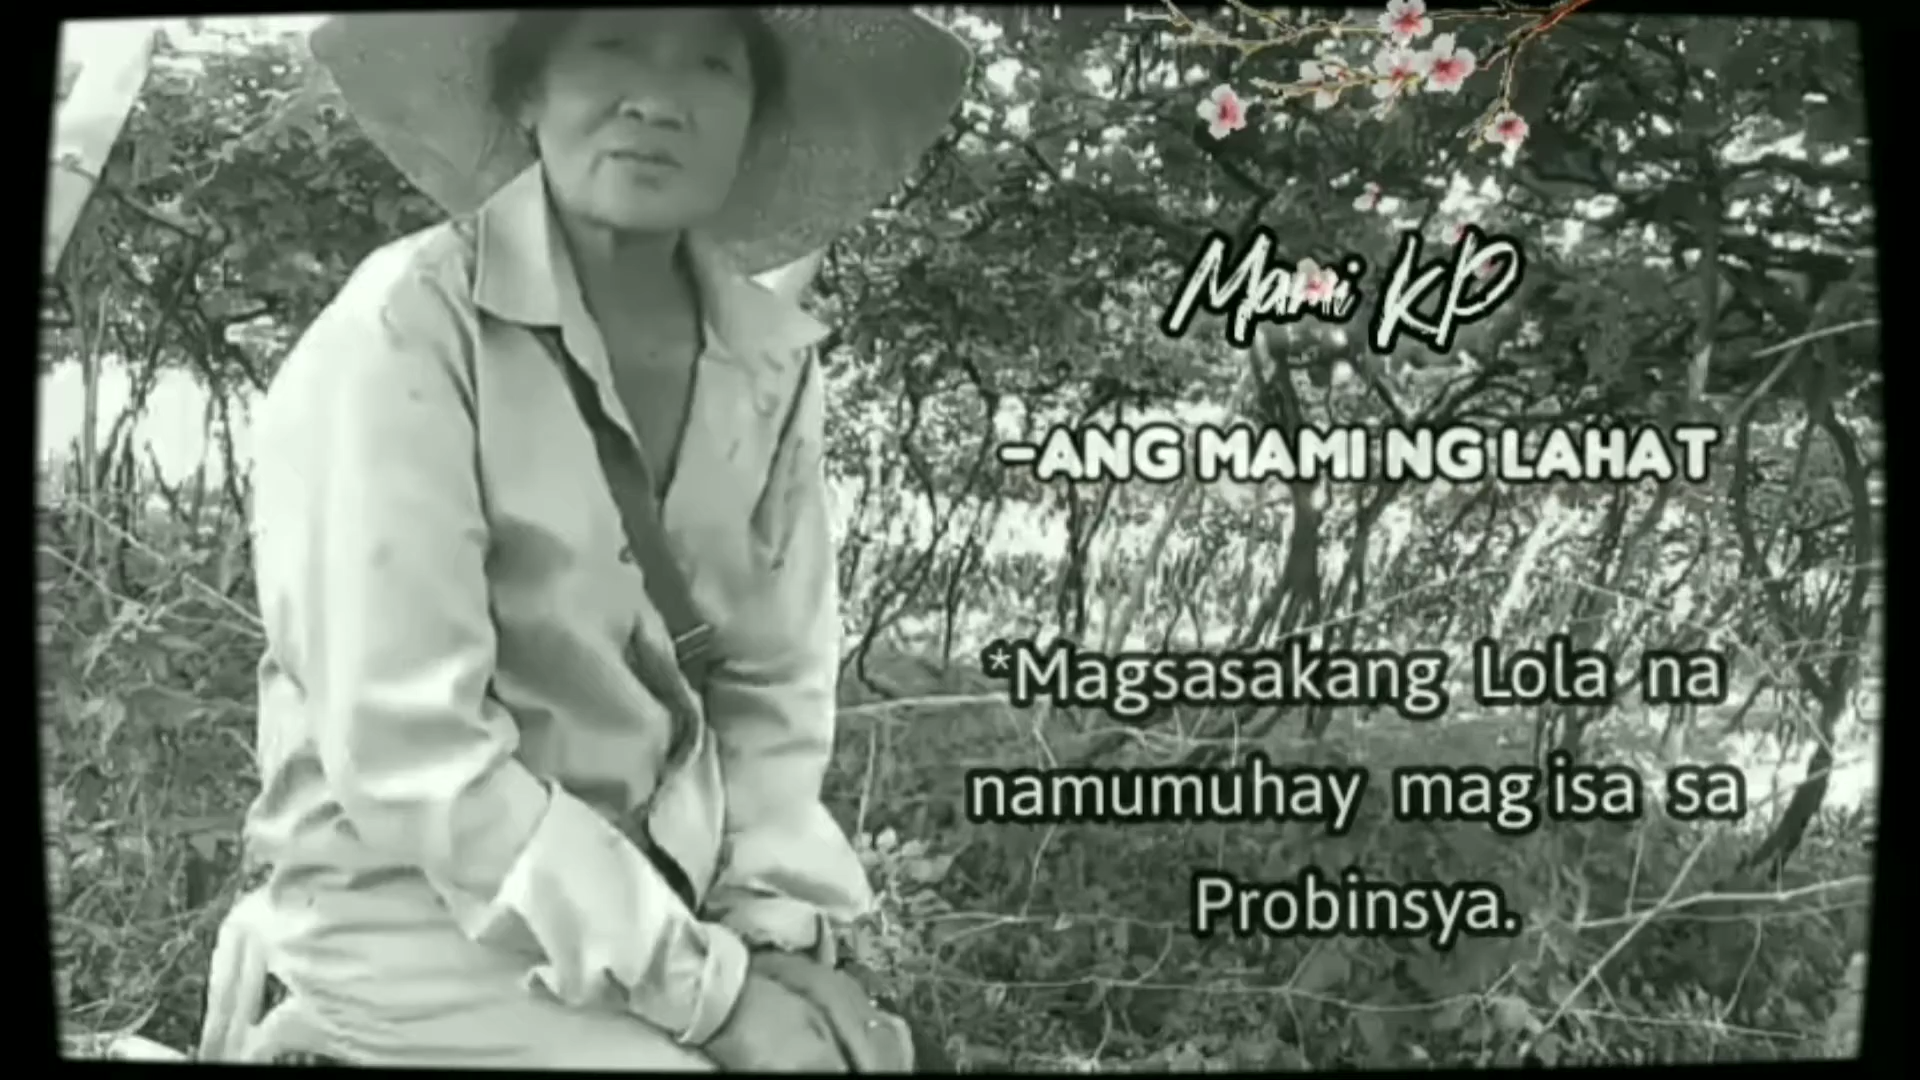 Mami KP
-ANG MAMI NG LAHAT
*Magsasakang Lola na
namumuhay mag isa sa
Probinsya.